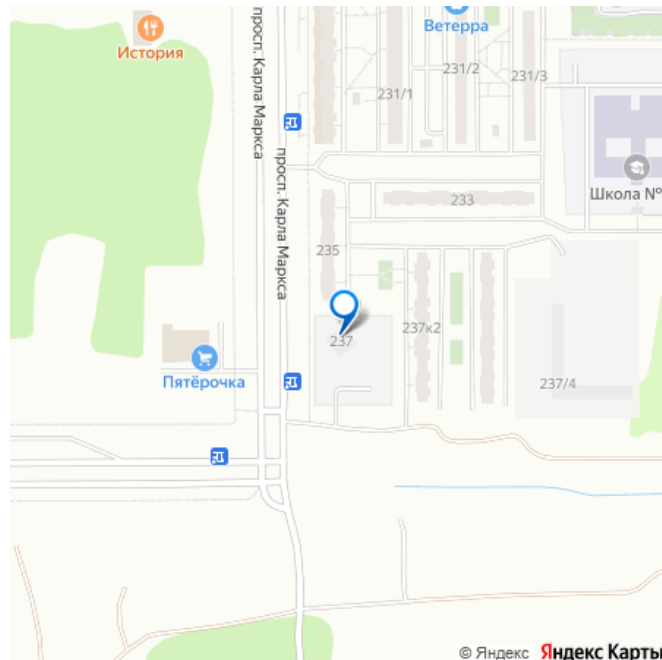 История
Ветерра
231/2
231/3
231/1
просп. Карла Маркса
просп. Карла Маркса
Школа №
233
235
237
237к2
Пятёрочка
237/4
© Яндекс Яндекс Карты